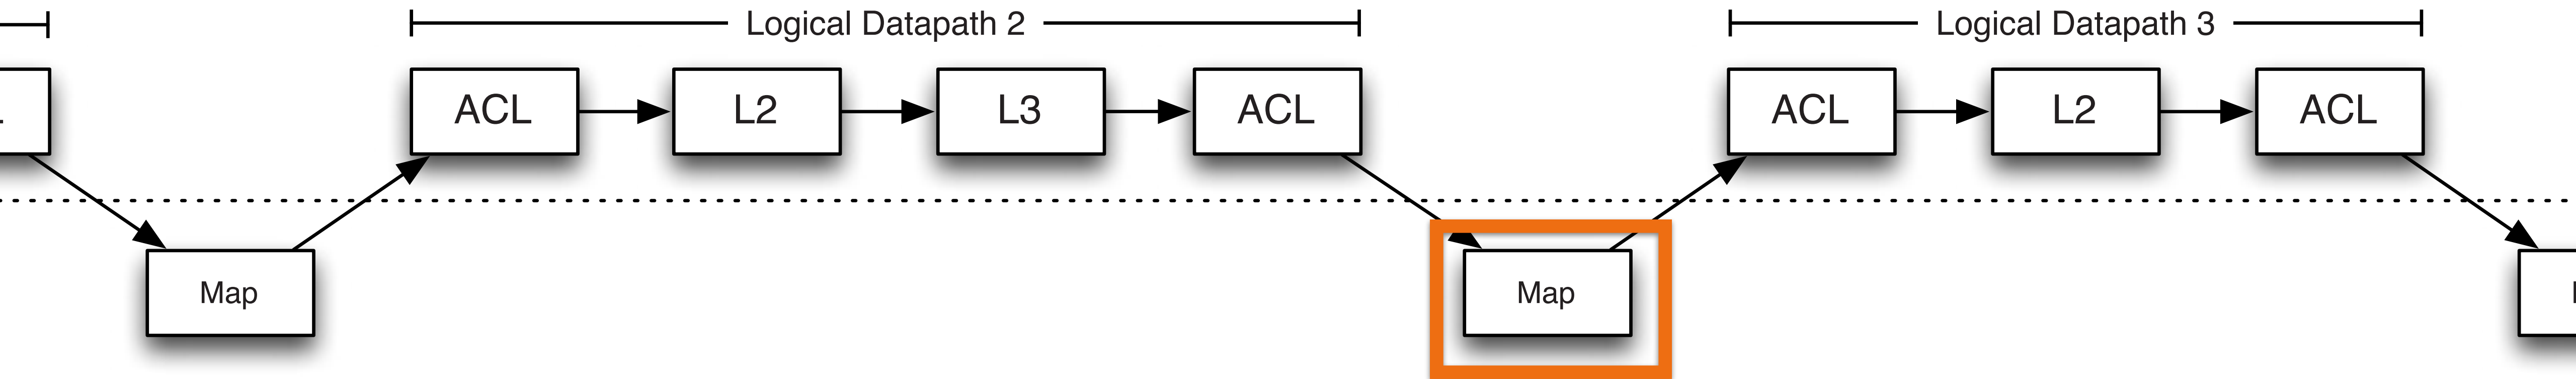 Logical Datapath 2
Logical Datapath 3
ACL
L2
L3
ACL
ACL
L2
ACL
Map
Map